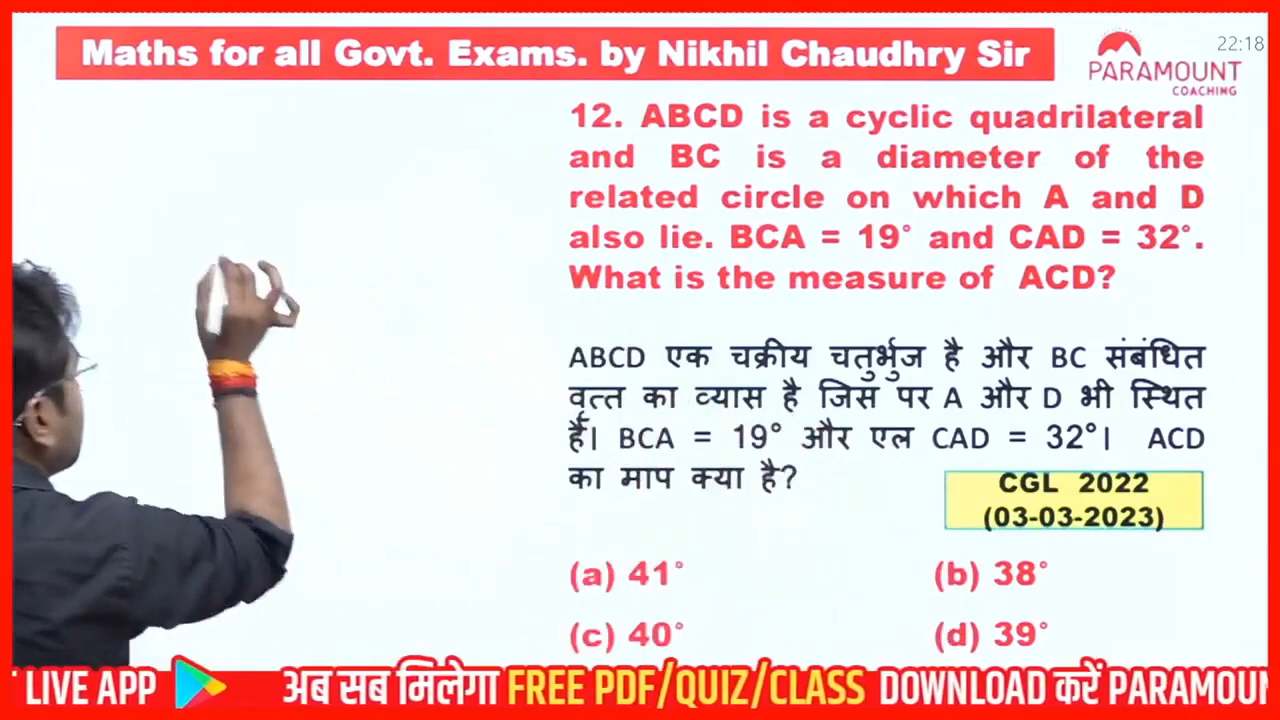 Maths for all Govt. Exams. by Nikhil Chaudhry Sir
22:18
PARAMOUNT
COACHING
12. ABCD is a cyclic quadrilateral
and BC is a diameter of the
related circle on which A and D
also lie. BCA = 19° and CAD = 32°.
What is the measure of ACD?
ABCD एक चक्रीय चतुर्भुज है और BC संबंधित
वृत्त का व्यास है जिस पर A और D भी स्थित
हैं। BCA = 19° और एल CAD = 32°। ACD
का माप क्या है?
CGL 2022
(03-03-2023)
(a) 41°
(b) 38°
(c) 40°
(d) 39°
LIVE APP अब सब मिलेगा FREE PDF/QUIZ/CLASS DOWNLOAD करें PARAMOUN